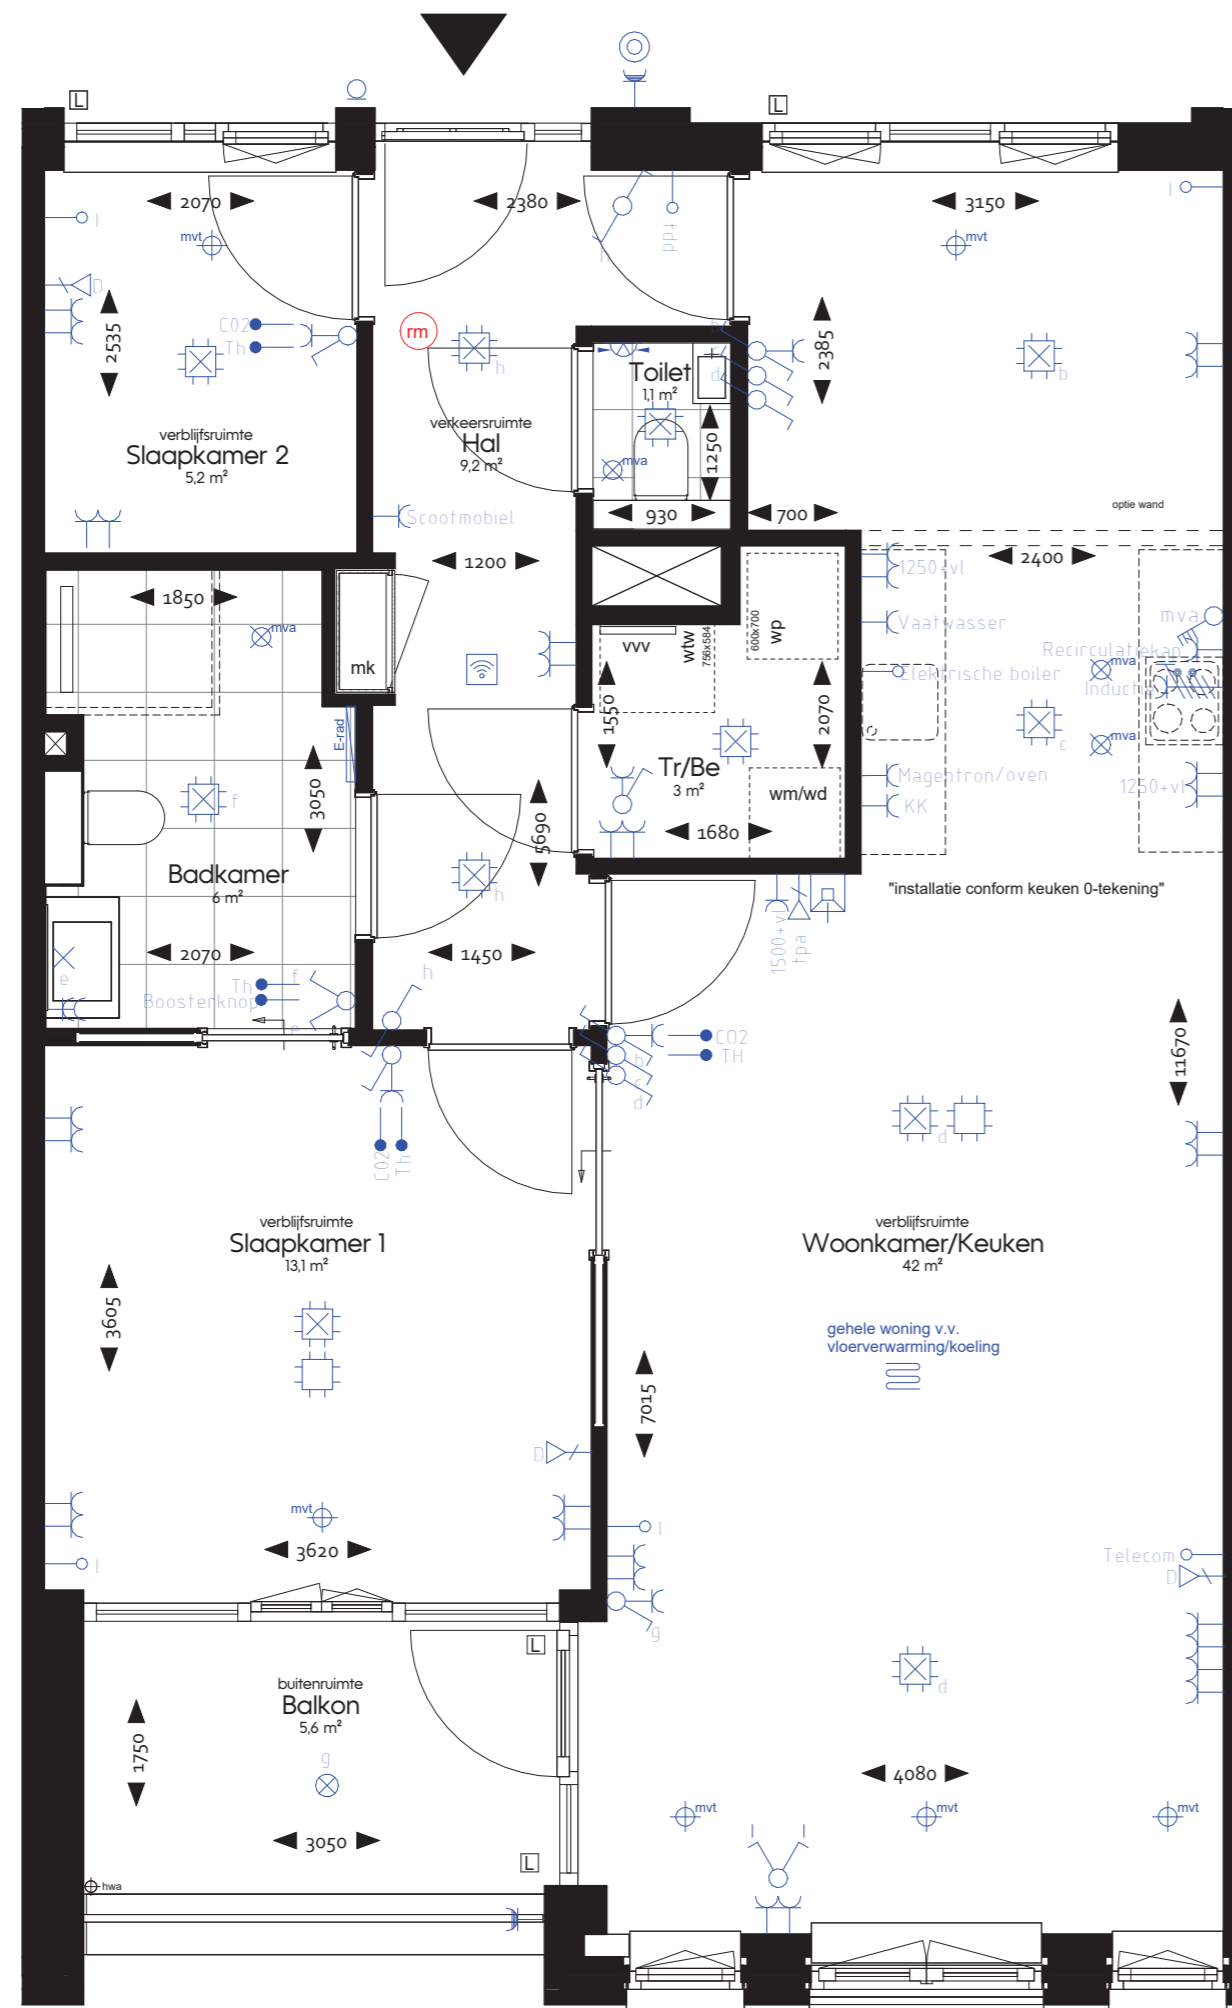 L
L
2070
2380
3150
l
l
mvt
mvt
tdd
D
2535
C02
Th
rm
h
2385
b
Toilet
1,1 m²
d
verkeersruimte
Hal
9,2 m²
verblijfsruimte
Slaapkamer 2
5,2 m²
mva
1250
Scootmobiel
930
700
optie wand
1200
2400
1250+vl
1850
mva
mk
vvv
wtw
756x584
600x700
wp
Vaatwasser
mva
Recirculatiekap
mva
Elektrische boiler
Inductie
E-rad
1550
2070
c
mva
3050
f
Tr/Be
3 m²
Magentron/oven
1250+vl
wm/wd
KK
5690
1680
Badkamer
6 m²
h
"installatie conform keuken 0-tekening"
1500+vl
tpa
2070
1450
h
e
Th
f
Boosterknop
e
11670
CO2
TH
b
c
d
CO2
Th
d
verblijfsruimte
Slaapkamer 1
13,1 m²
verblijfsruimte
Woonkamer/Keuken
42 m²
3605
gehele woning v.v.
vloerverwarming/koeling
7015
D
mvt
3620
l
l
Telecom
D
g
L
buitenruimte
Balkon
5,6 m²
d
1750
g
4080
mvt
mvt
mvt
3050
l
l
L
hwa